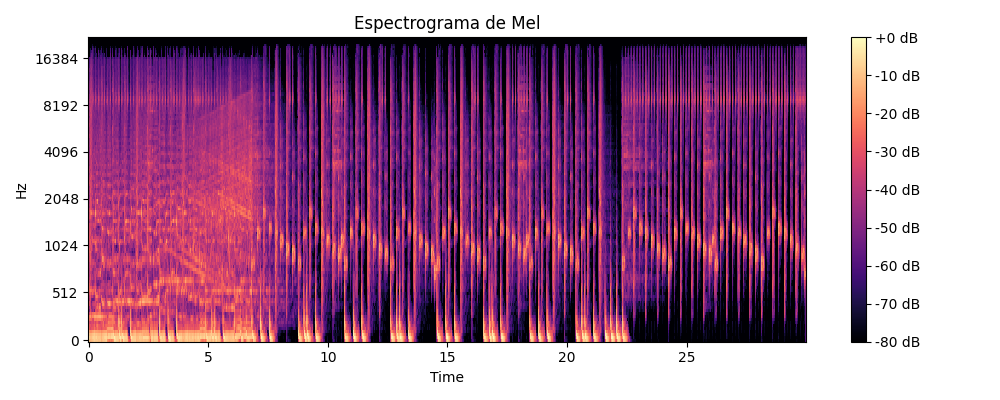 Espectrograma de Mel
Hz
16384
8192
4096
2048
1024
512
0
0 5 10 15 20 25
Time
+0 dB
-10 dB
-20 dB
-30 dB
-40 dB
-50 dB
-60 dB
-70 dB
-80 dB